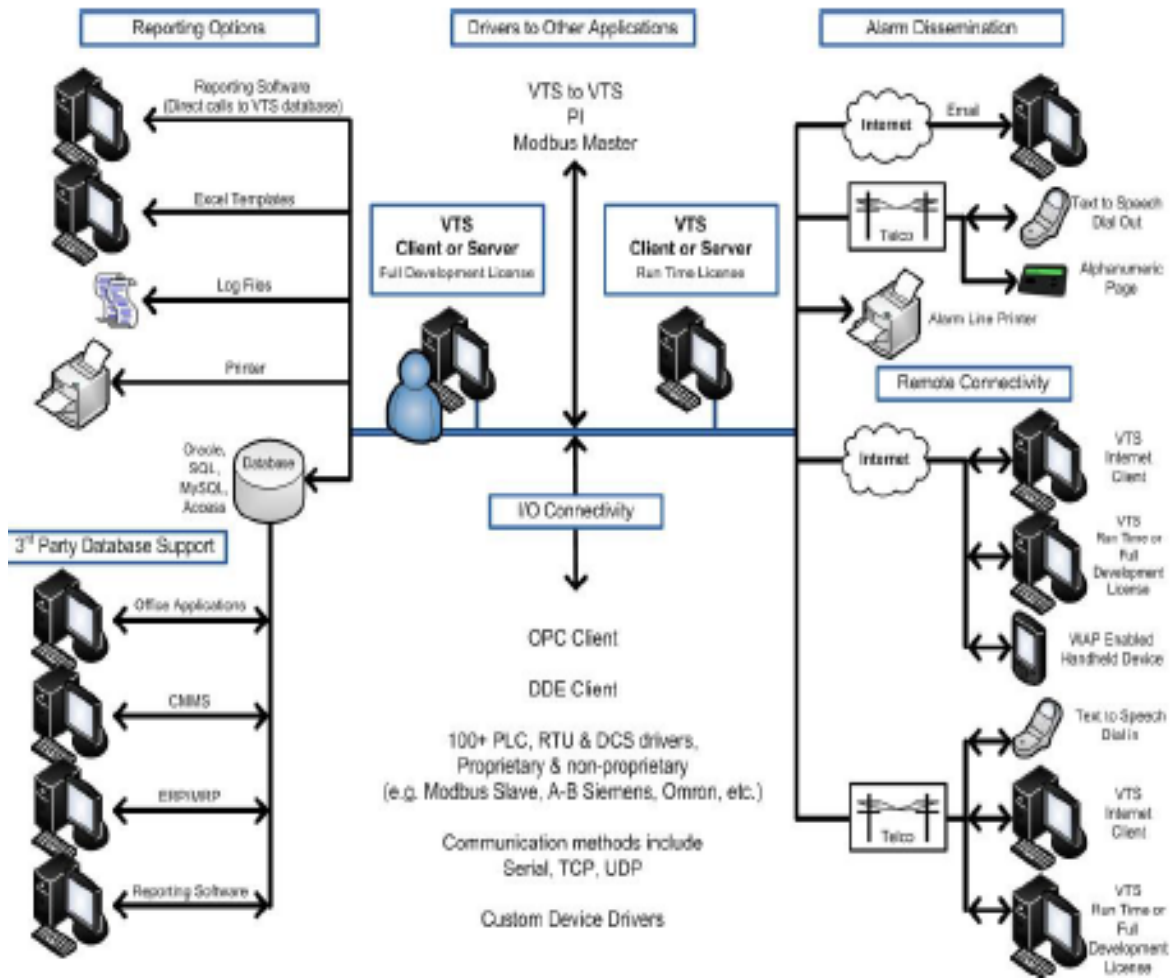 Reporting Options
Reporting Software
(Direct calls to VTS database)
Excel Templates
Log Files
Printer
Oracle,
SQL,
MySQL,
Access
Database
3rd Party Database Support
Office Applications
CMMS
ERP/MRP
Reporting Software
Drivers to Other Applications
VTS to VTS
PI
Modbus Master
VTS
Client or Server
Full Development License
VTS
Client or Server
Run Time License
I/O Connectivity
OPC Client
DDE Client
100+ PLC, RTU & DCS drivers,
Proprietary & non-proprietary
(e.g. Modbus Slave, A-B Siemens, Omron, etc.)
Communication methods include
Serial, TCP, UDP
Custom Device Drivers
Alarm Dissemination
Internet
Email
Telco
Text to Speech
Dial Out
Alphanumeric
Page
Alarm Line Printer
Remote Connectivity
Internet
VTS
Internet
Client
VTS
Run Time or
Full
Development
License
WAP Enabled
Handheld Device
Text to Speech
Dial in
Telco
VTS
Internet
Client
VTS
Run Time or
Full
Development
License